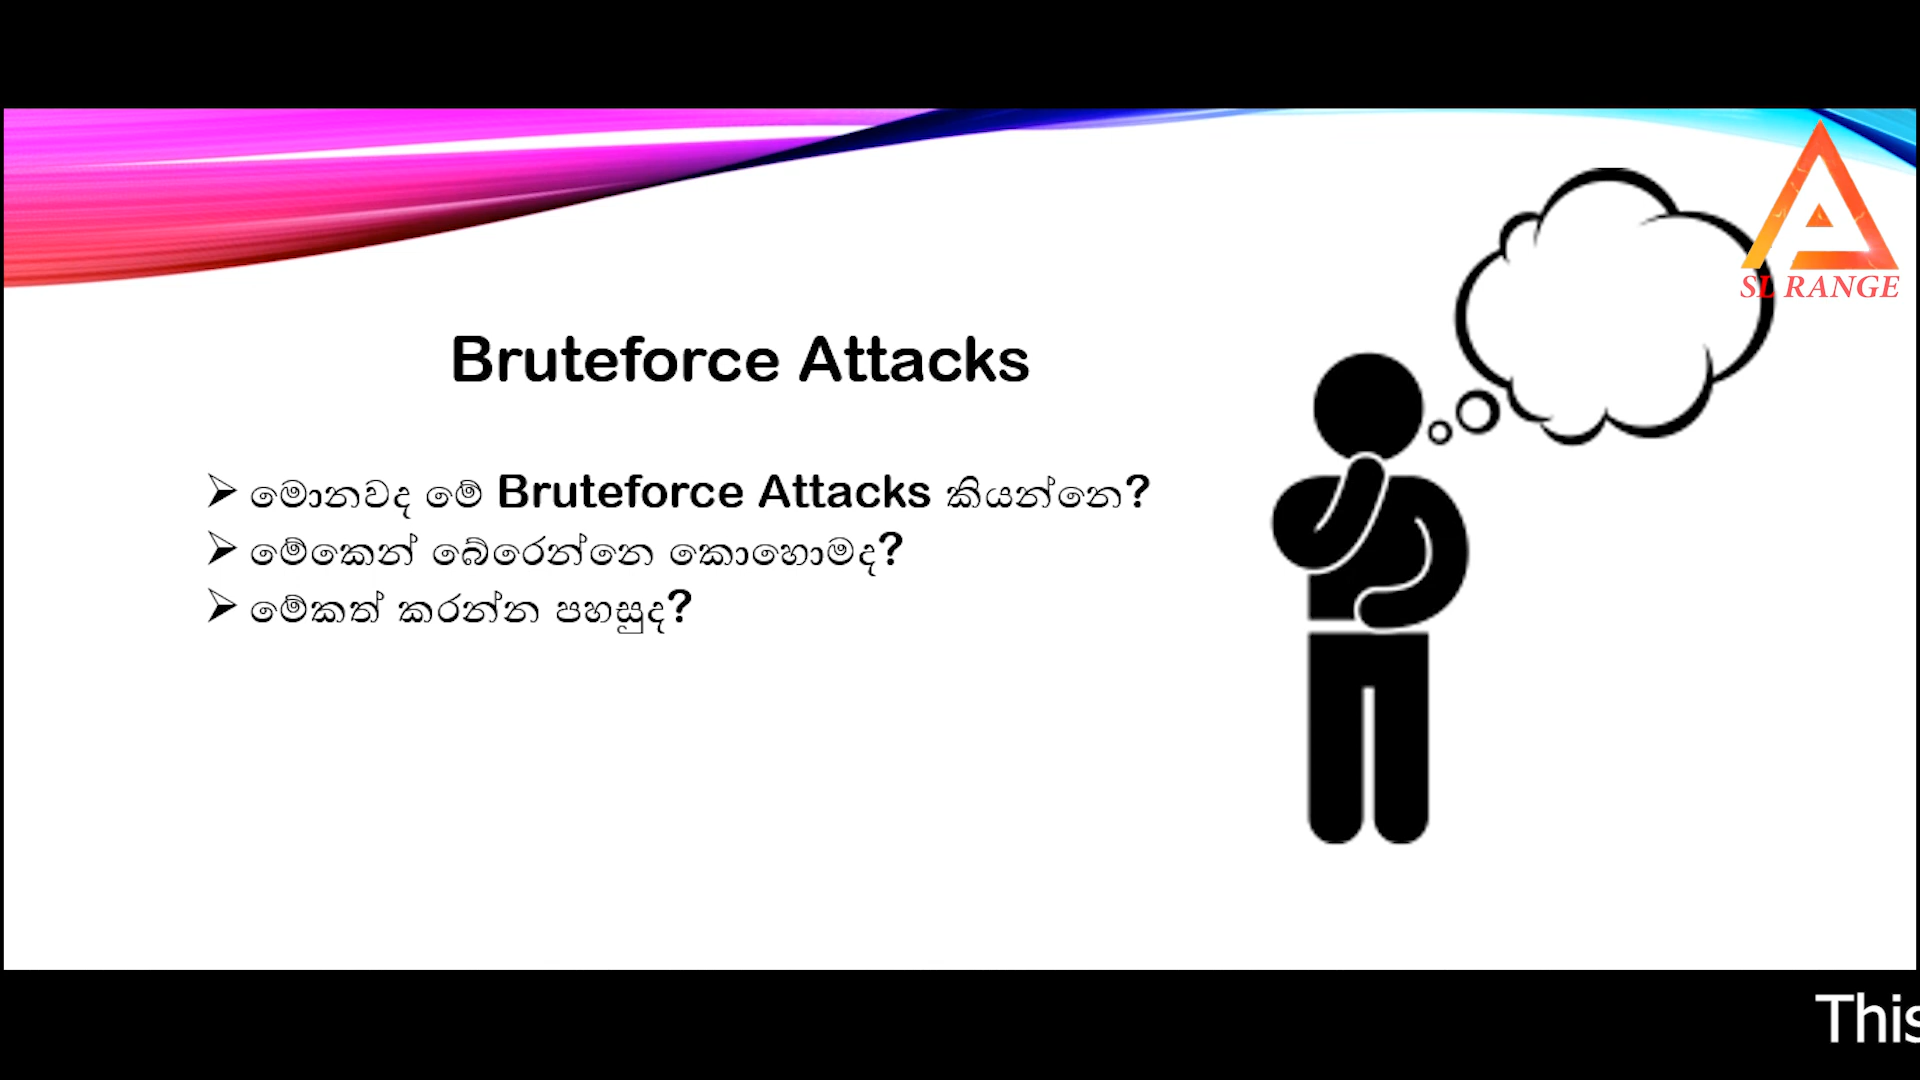 SL RANGE
Bruteforce Attacks
➢ මොනවද මේ Bruteforce Attacks කියන්නෙ?
➢ මේකෙන් බේරෙන්නෙ කොහොමද?
➢ මේකත් කරන්න පහසුද?
This